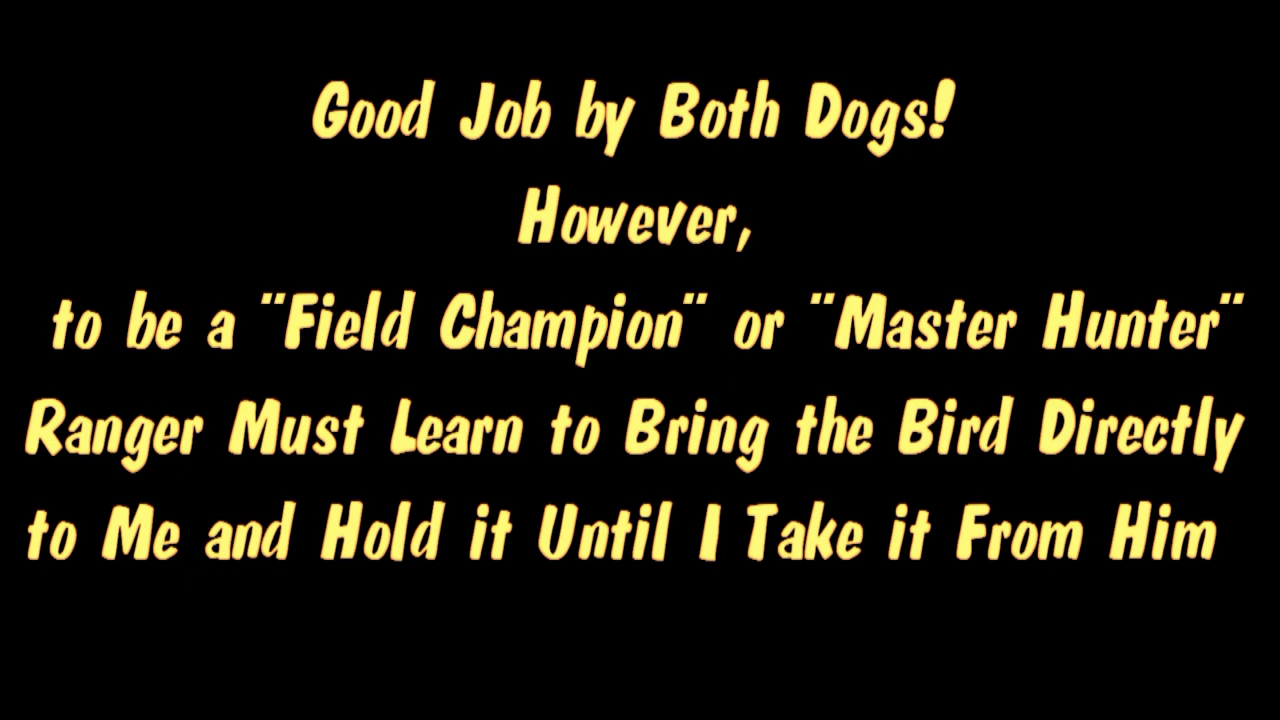 Good Job by Both Dogs!
However,
to be a "Field Champion" or "Master Hunter"
Ranger Must Learn to Bring the Bird Directly
to Me and Hold it Until I Take it From Him